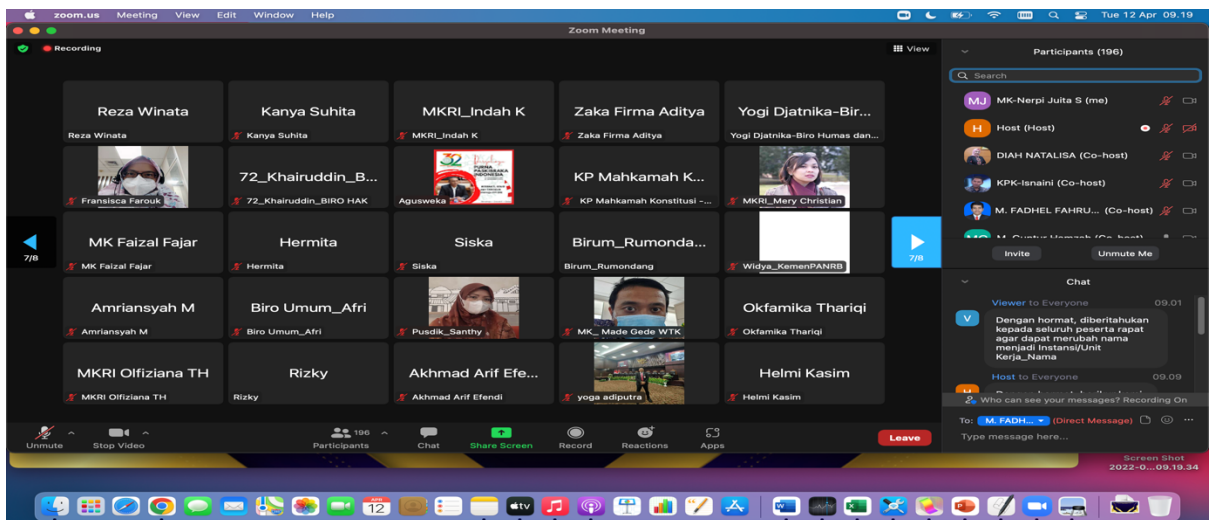 zoom.us Meeting View Edit Window Help Tue 12 Apr 09.19
Zoom Meeting
Recording View
Participants (196)
Search
MJ MK-Nerpi Juita S (me)
H Host (Host)
DIAH NATALISA (Co-host)
KPK-Isnaini (Co-host)
M. FADHEL FAHRU... (Co-host)
M. Guntur Hamzah (Co-host)
Invite Unmute Me
Reza Winata Kanya Suhita MKRI_Indah K Zaka Firma Aditya Yogi Djatnika-Bir...
Reza Winata Kanya Suhita MKRI_Indah K Zaka Firma Aditya Yogi Djatnika-Biro Humas dan...
72_Khairuddin_B... 32 KP Mahkamah K...
PURNA
PASKIBRAKA
INDONESIA
Fransisca Farouk 72_Khairuddin_BIRO HAK Agusweka KP Mahkamah Konstitusi -... MKRI_Mery Christian
MK Faizal Fajar Hermita Siska Birum_Rumonda...
7/8 7/8
MK Faizal Fajar Hermita Siska Birum_Rumondang Widya_KemenPANRB
Amriansyah M Biro Umum_Afri Okfamika Thariqi
Amriansyah M Biro Umum_Afri Pusdik_Santhy MK_ Made Gede WTK Okfamika Thariqi
MKRI Olfiziana TH Rizky Akhmad Arif Efe... Helmi Kasim
MKRI Olfiziana TH Rizky Akhmad Arif Efendi yoga adiputra Helmi Kasim
Chat
Viewer to Everyone 09.01
V Dengan hormat, diberitahukan
kepada seluruh peserta rapat
agar dapat merubah nama
menjadi Instansi/Unit
Kerja_Nama
Host to Everyone 09.09
Who can see your messages? Recording On
To: M. FADH... (Direct Message)
Type message here...
196
Unmute Stop Video Participants Chat Share Screen Record Reactions Apps Leave
Screen Shot
2022-0...09.19.34
APR
12
tv